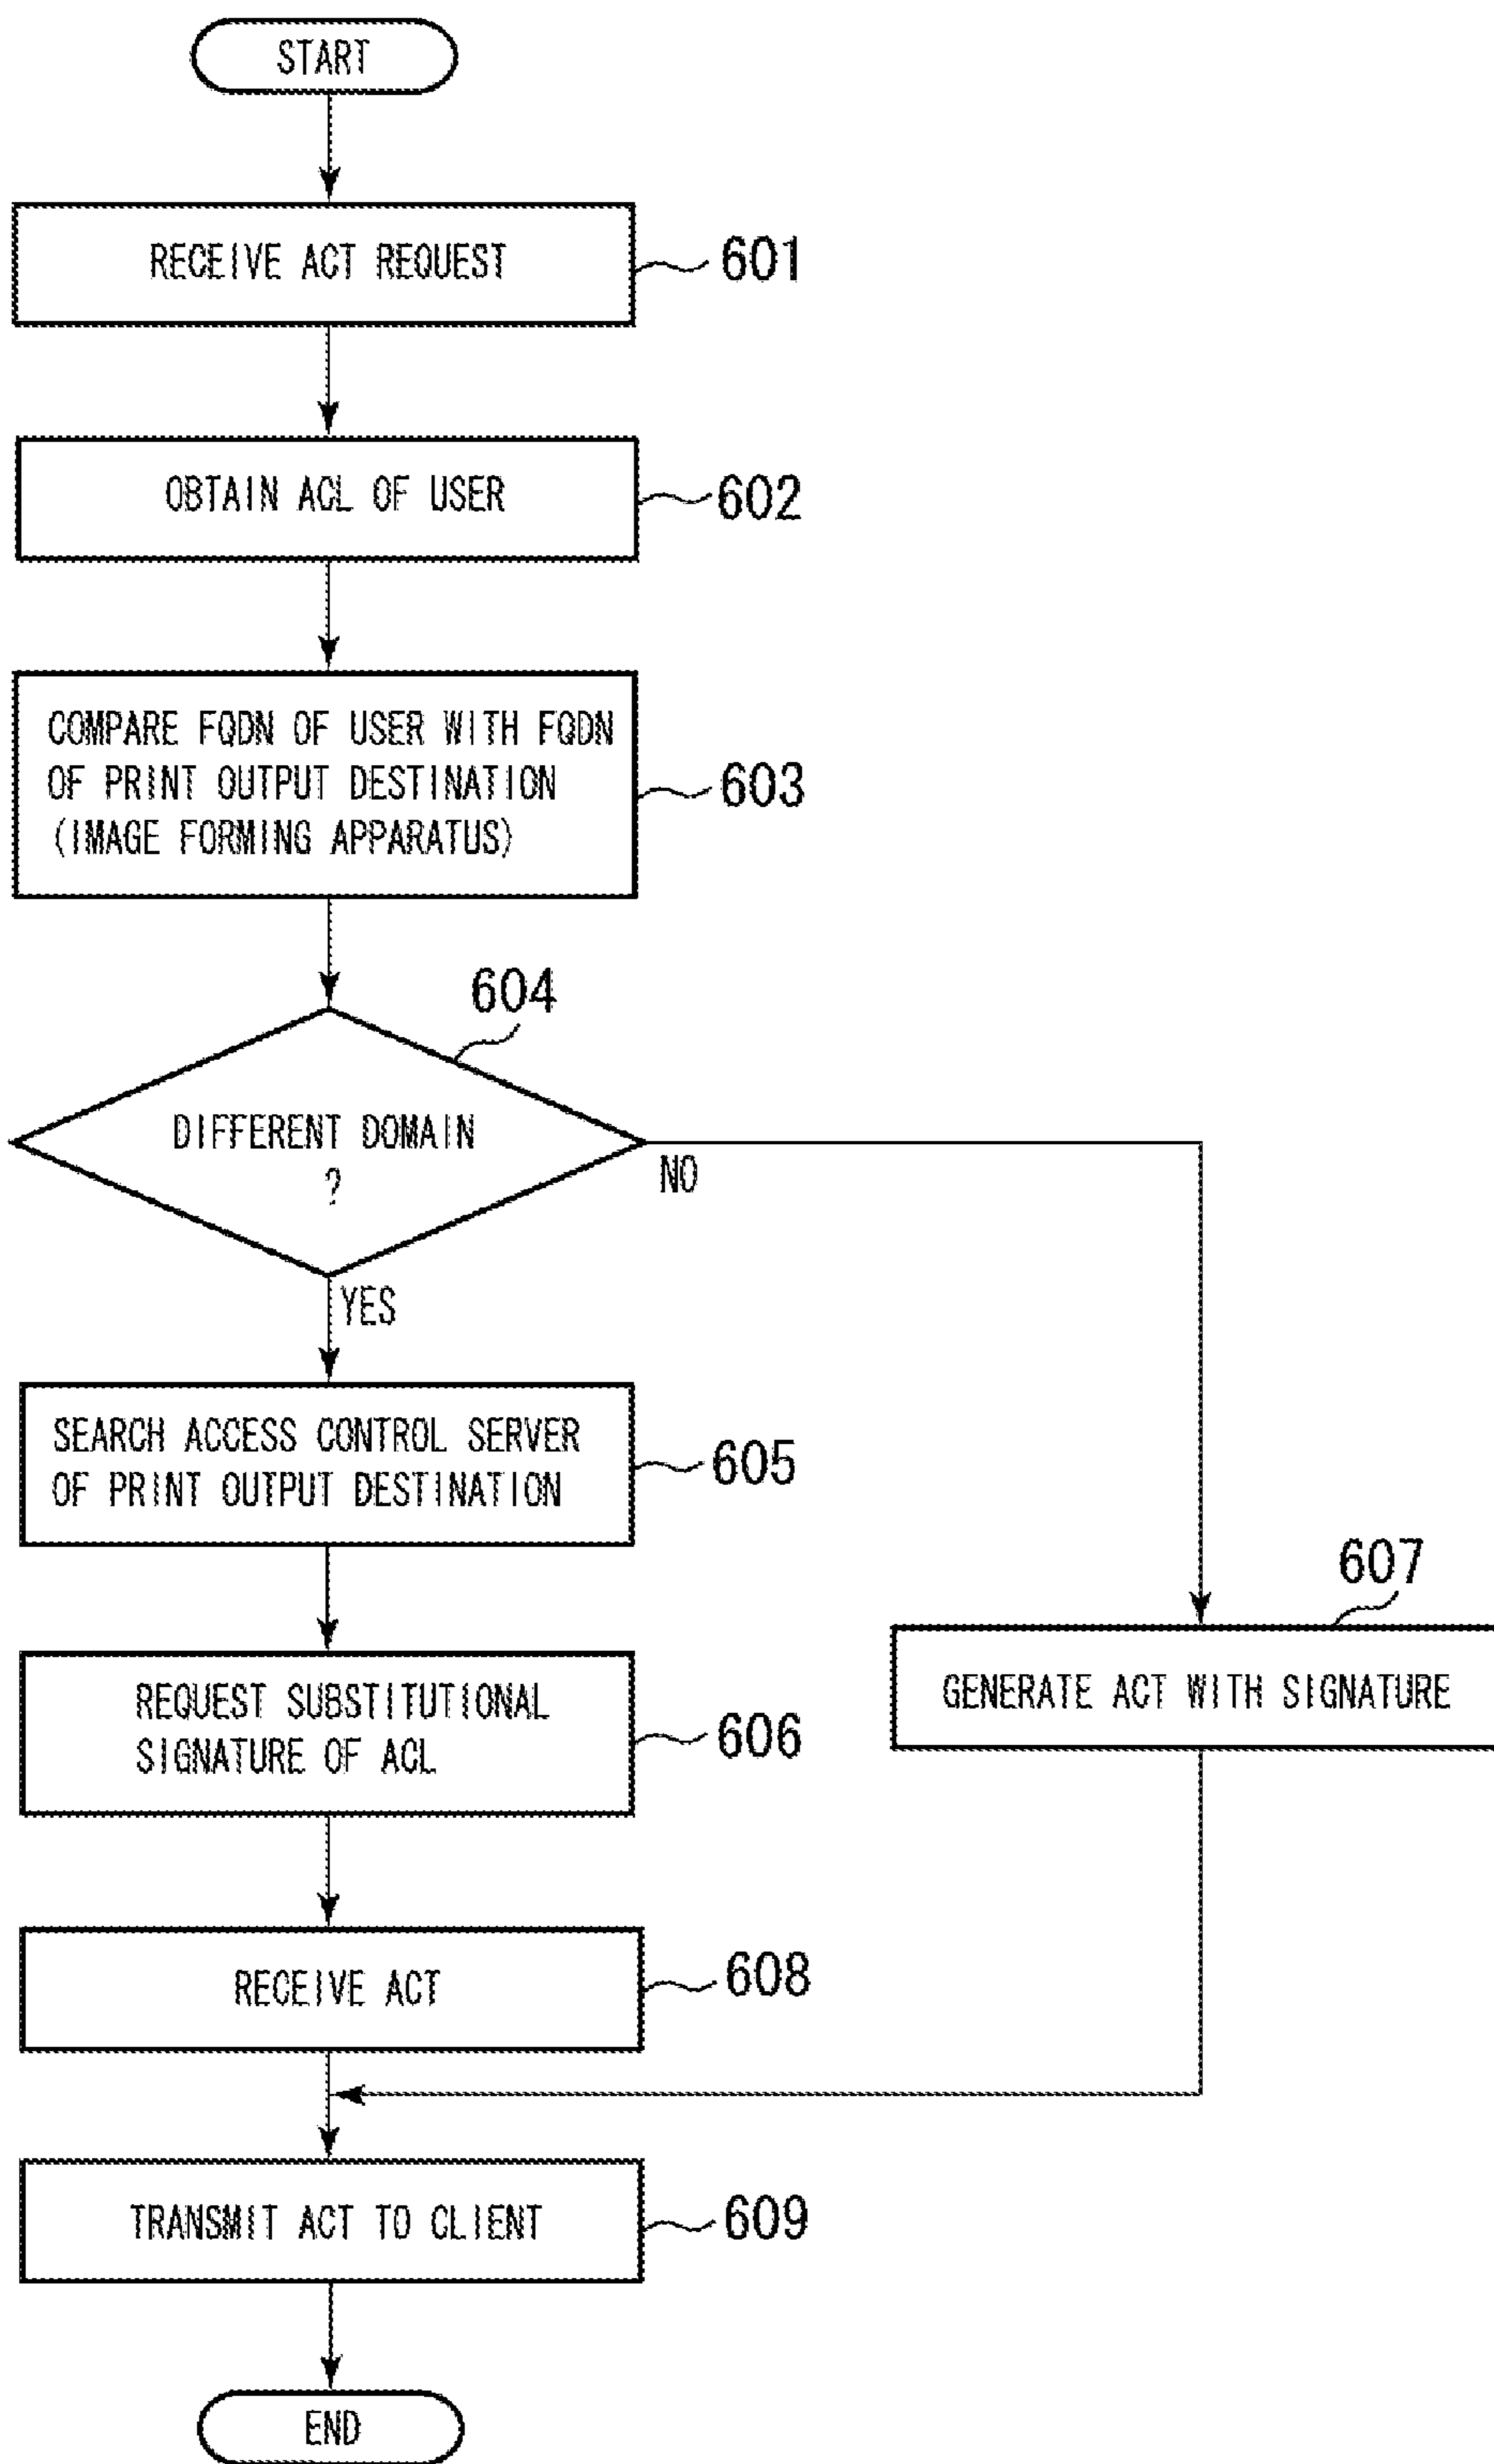 START
RECEIVE ACT REQUEST
601
OBTAIN ACL OF USER
602
COMPARE FQDN OF USER WITH FQDN
OF PRINT OUTPUT DESTINATION
(IMAGE FORMING APPARATUS)
603
604
DIFFERENT DOMAIN
?
NO
YES
SEARCH ACCESS CONTROL SERVER
OF PRINT OUTPUT DESTINATION
605
REQUEST SUBSTITUTIONAL
SIGNATURE OF ACL
606
607
GENERATE ACT WITH SIGNATURE
RECEIVE ACT
608
TRANSMIT ACT TO CLIENT
609
END